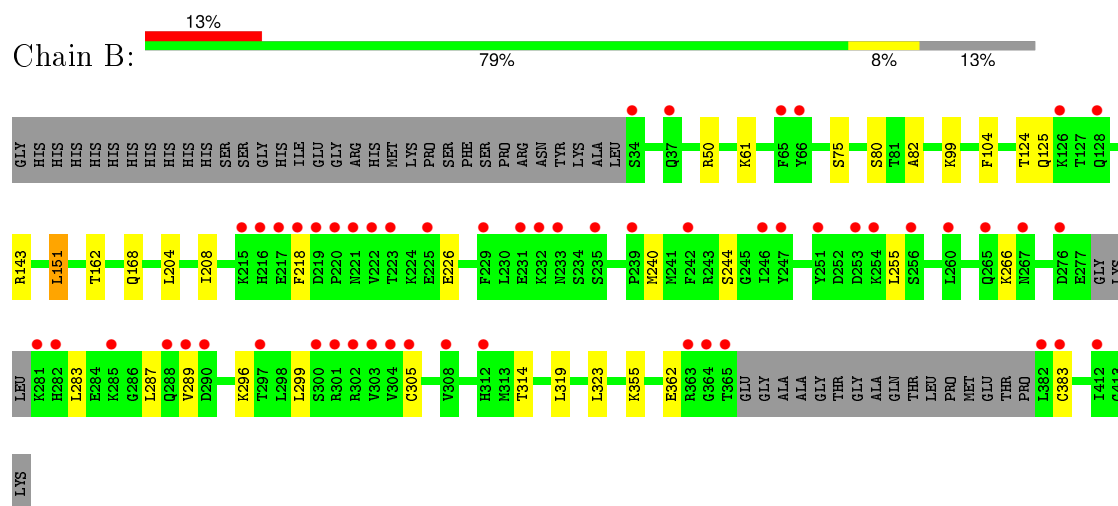 13%
Chain B:
79% 8% 13%
GLY HIS HIS HIS HIS HIS HIS HIS HIS HIS HIS SER SER GLY HIS ILE GLU GLY ARG HIS MET LYS PRO SER PHE SER PRO ARG ASN TYR LYS ALA LEU S34 Q37 R50 K61 F65 Y66 S75 S80 T81 A82 K99 F104 T124 Q125 K126 T127 Q128
R143 L151 T162 Q168 L204 I208 K215 H216 E217 F218 D219 P220 N221 V222 T223 K224 E225 E226 F229 L230 E231 K232 N233 S234 S235 P239 M240 M241 F242 R243 S244 G245 I246 Y247 Y251 D252 D253 K254 L255 S256 L260 Q265 K266 N267 D276 E277 GLY LYS
LEU K281 H282 L283 E284 K285 G286 L287 Q288 V289 D290 K296 T297 L298 L299 S300 R301 R302 V303 V304 C305 V308 H312 M313 T314 L319 L323 K355 E362 R363 G364 T365 GLU GLY ALA ALA GLY THR GLY ALA GLN THR LEU PRO MET GLU THR PRO L382 C383 I412 G413
LYS